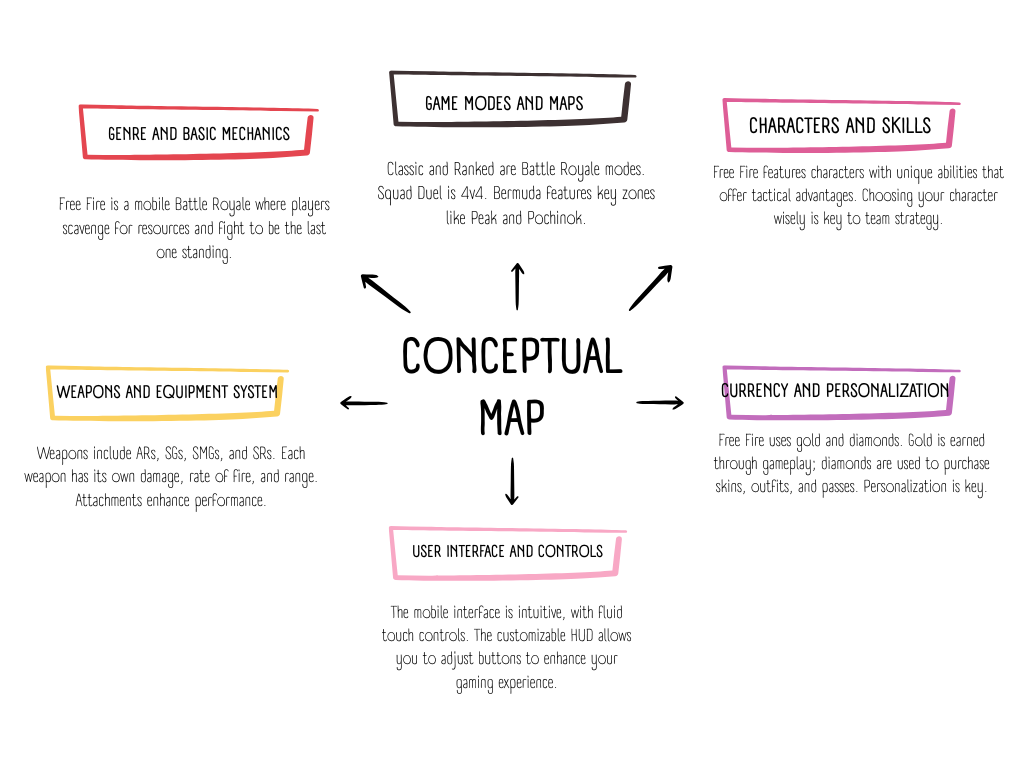 GENRE AND BASIC MECHANICS
Free Fire is a mobile Battle Royale where players
scavenge for resources and fight to be the last
one standing.
GAME MODES AND MAPS
Classic and Ranked are Battle Royale modes.
Squad Duel is 4v4. Bermuda features key zones
like Peak and Pochinok.
CHARACTERS AND SKILLS
Free Fire features characters with unique abilities that
offer tactical advantages. Choosing your character
wisely is key to team strategy.
CONCEPTUAL
MAP
WEAPONS AND EQUIPMENT SYSTEM
Weapons include ARs, SGs, SMGs, and SRs. Each
weapon has its own damage, rate of fire, and range.
Attachments enhance performance.
CURRENCY AND PERSONALIZATION
Free Fire uses gold and diamonds. Gold is earned
through gameplay; diamonds are used to purchase
skins, outfits, and passes. Personalization is key.
USER INTERFACE AND CONTROLS
The mobile interface is intuitive, with fluid
touch controls. The customizable HUD allows
you to adjust buttons to enhance your
gaming experience.